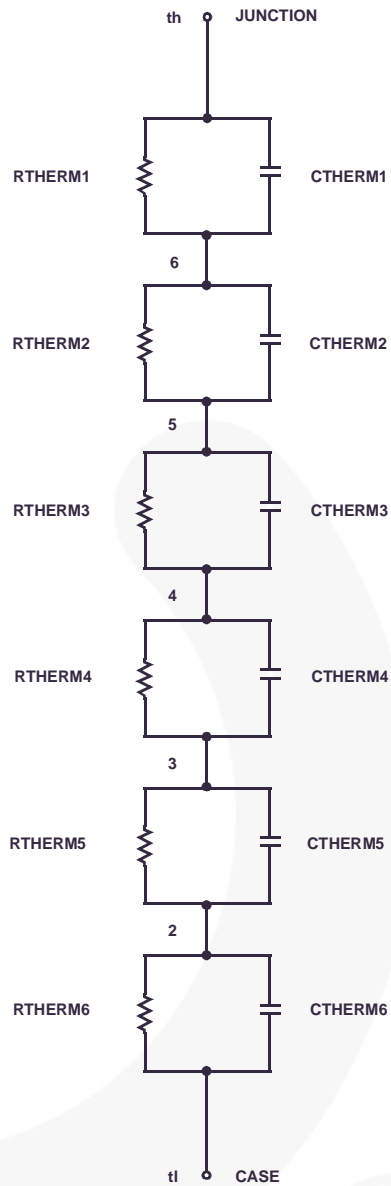 th JUNCTION
RTHERM1 CTHERM1
6
RTHERM2 CTHERM2
5
RTHERM3 CTHERM3
4
RTHERM4 CTHERM4
3
RTHERM5 CTHERM5
2
RTHERM6 CTHERM6
tl CASE